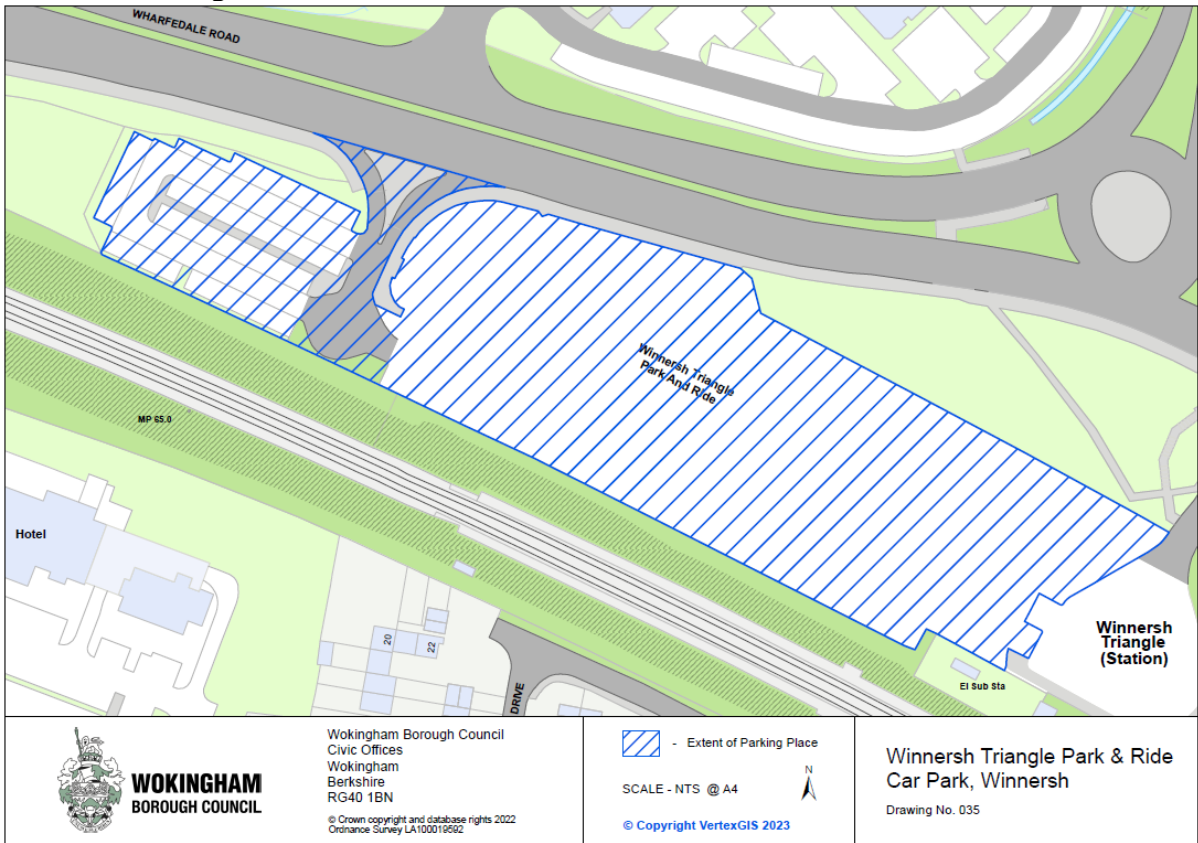 WHARFEDALE ROAD
Winnersh Triangle
Park And Ride
MP 65.0
Hotel
20
22
DRIVE
El Sub Sta
Winnersh
Triangle
(Station)
WOKINGHAM
BOROUGH COUNCIL
Wokingham Borough Council
Civic Offices
Wokingham
Berkshire
RG40 1BN
© Crown copyright and database rights 2022
Ordnance Survey LA100019592
- Extent of Parking Place
SCALE - NTS @ A4
N
© Copyright VertexGIS 2023
Winnersh Triangle Park & Ride
Car Park, Winnersh
Drawing No. 035